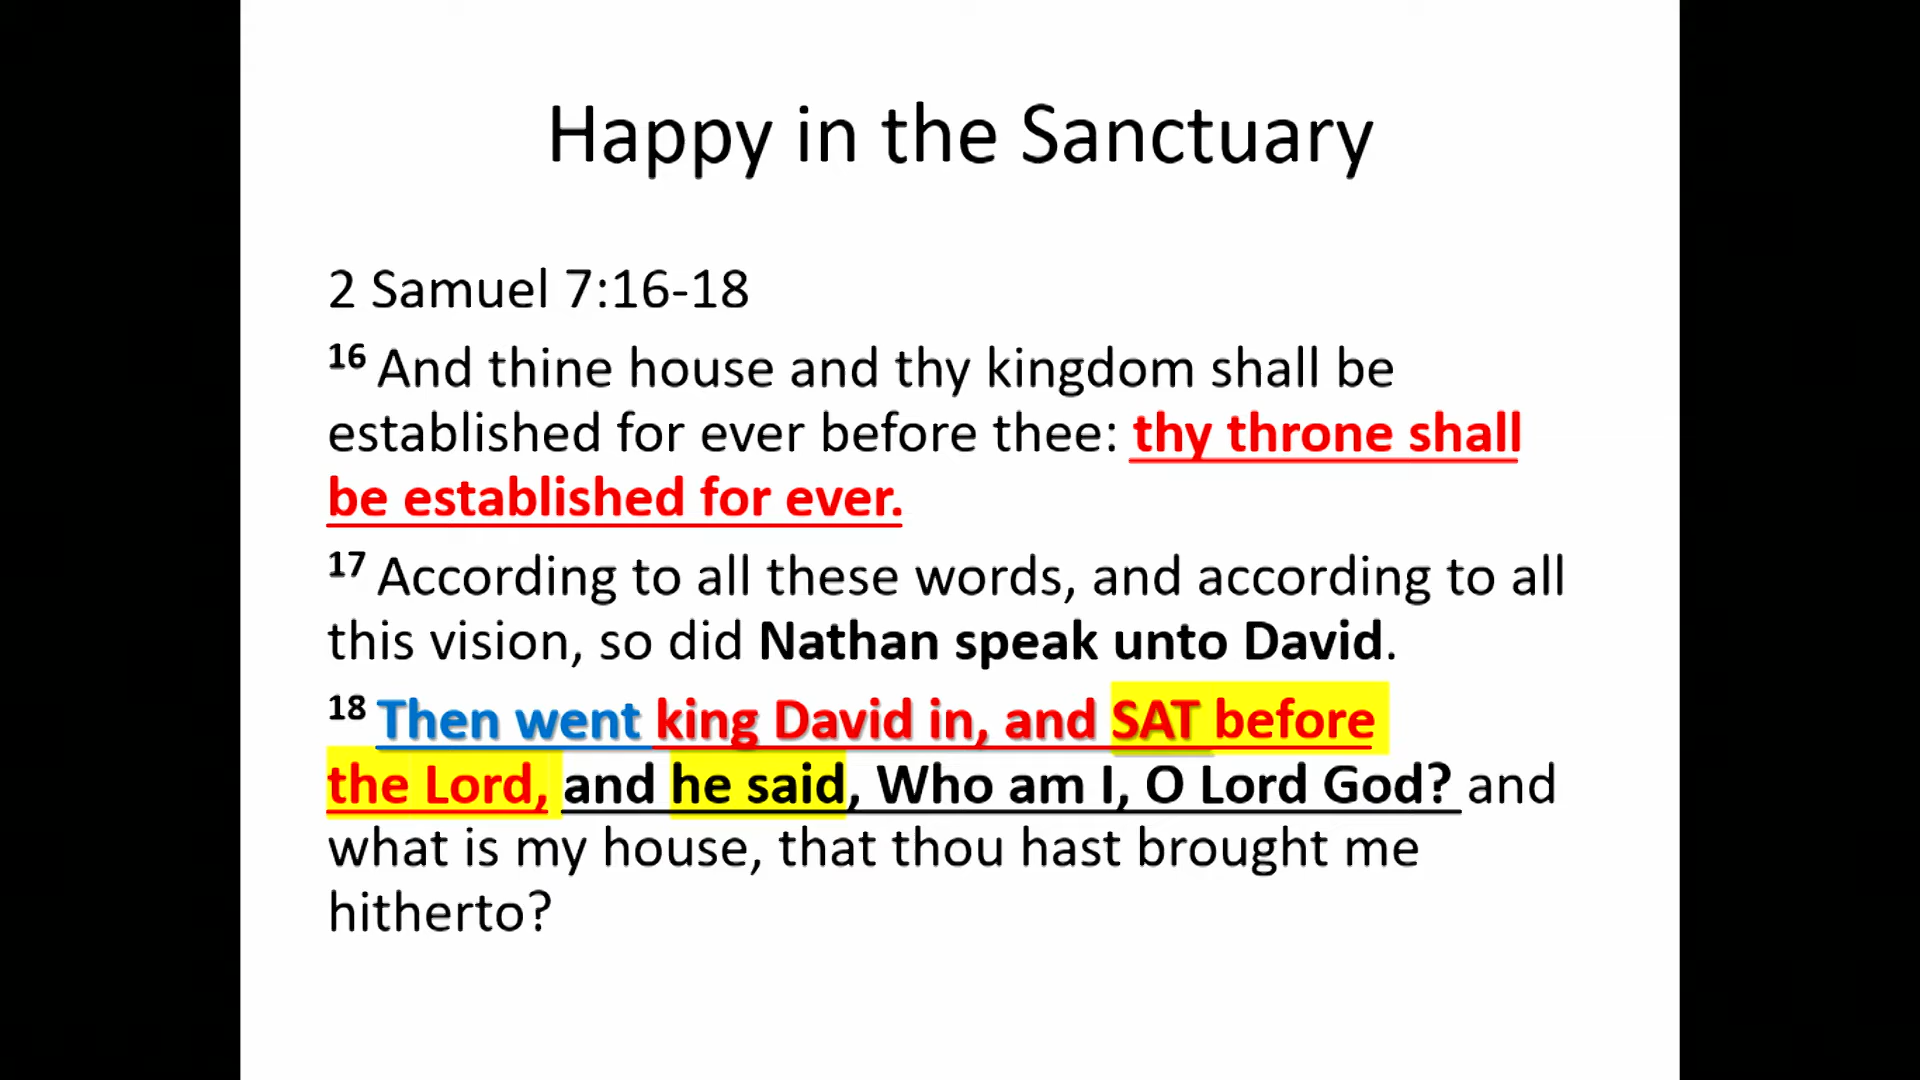 Happy in the Sanctuary
2 Samuel 7:16-18
16 And thine house and thy kingdom shall be
established for ever before thee: thy throne shall
be established for ever.
17 According to all these words, and according to all
this vision, so did Nathan speak unto David.
18 Then went king David in, and SAT before
the Lord, and he said, Who am I, O Lord God? and
what is my house, that thou hast brought me
hitherto?